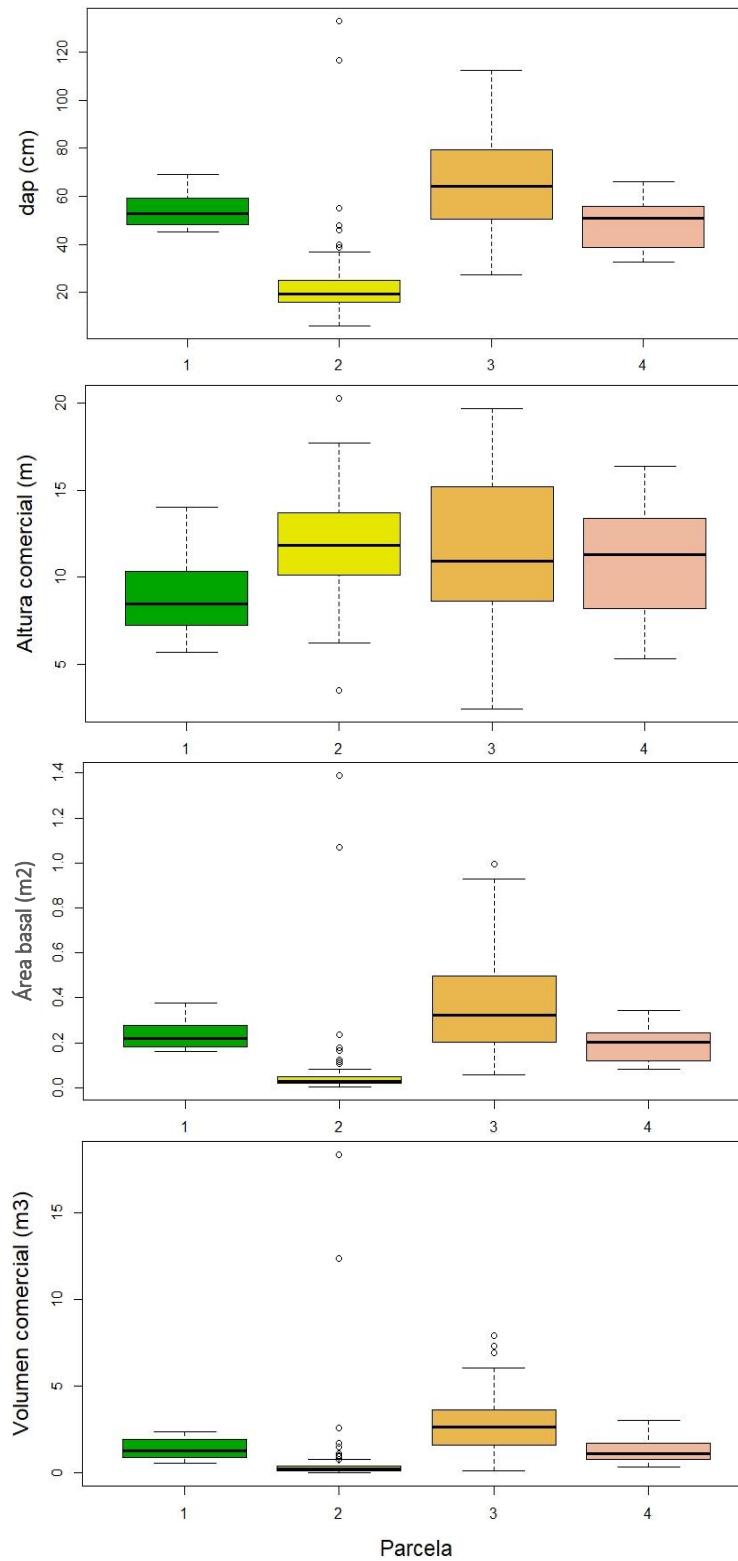 dap (cm)
120
100
80
60
40
20
1 2 3 4
Altura comercial (m)
20
15
10
5
1 2 3 4
Área basal (m2)
1.4
1.2
1.0
0.8
0.6
0.4
0.2
0.0
1 2 3 4
Volumen comercial (m3)
15
10
5
0
1 2 3 4
Parcela